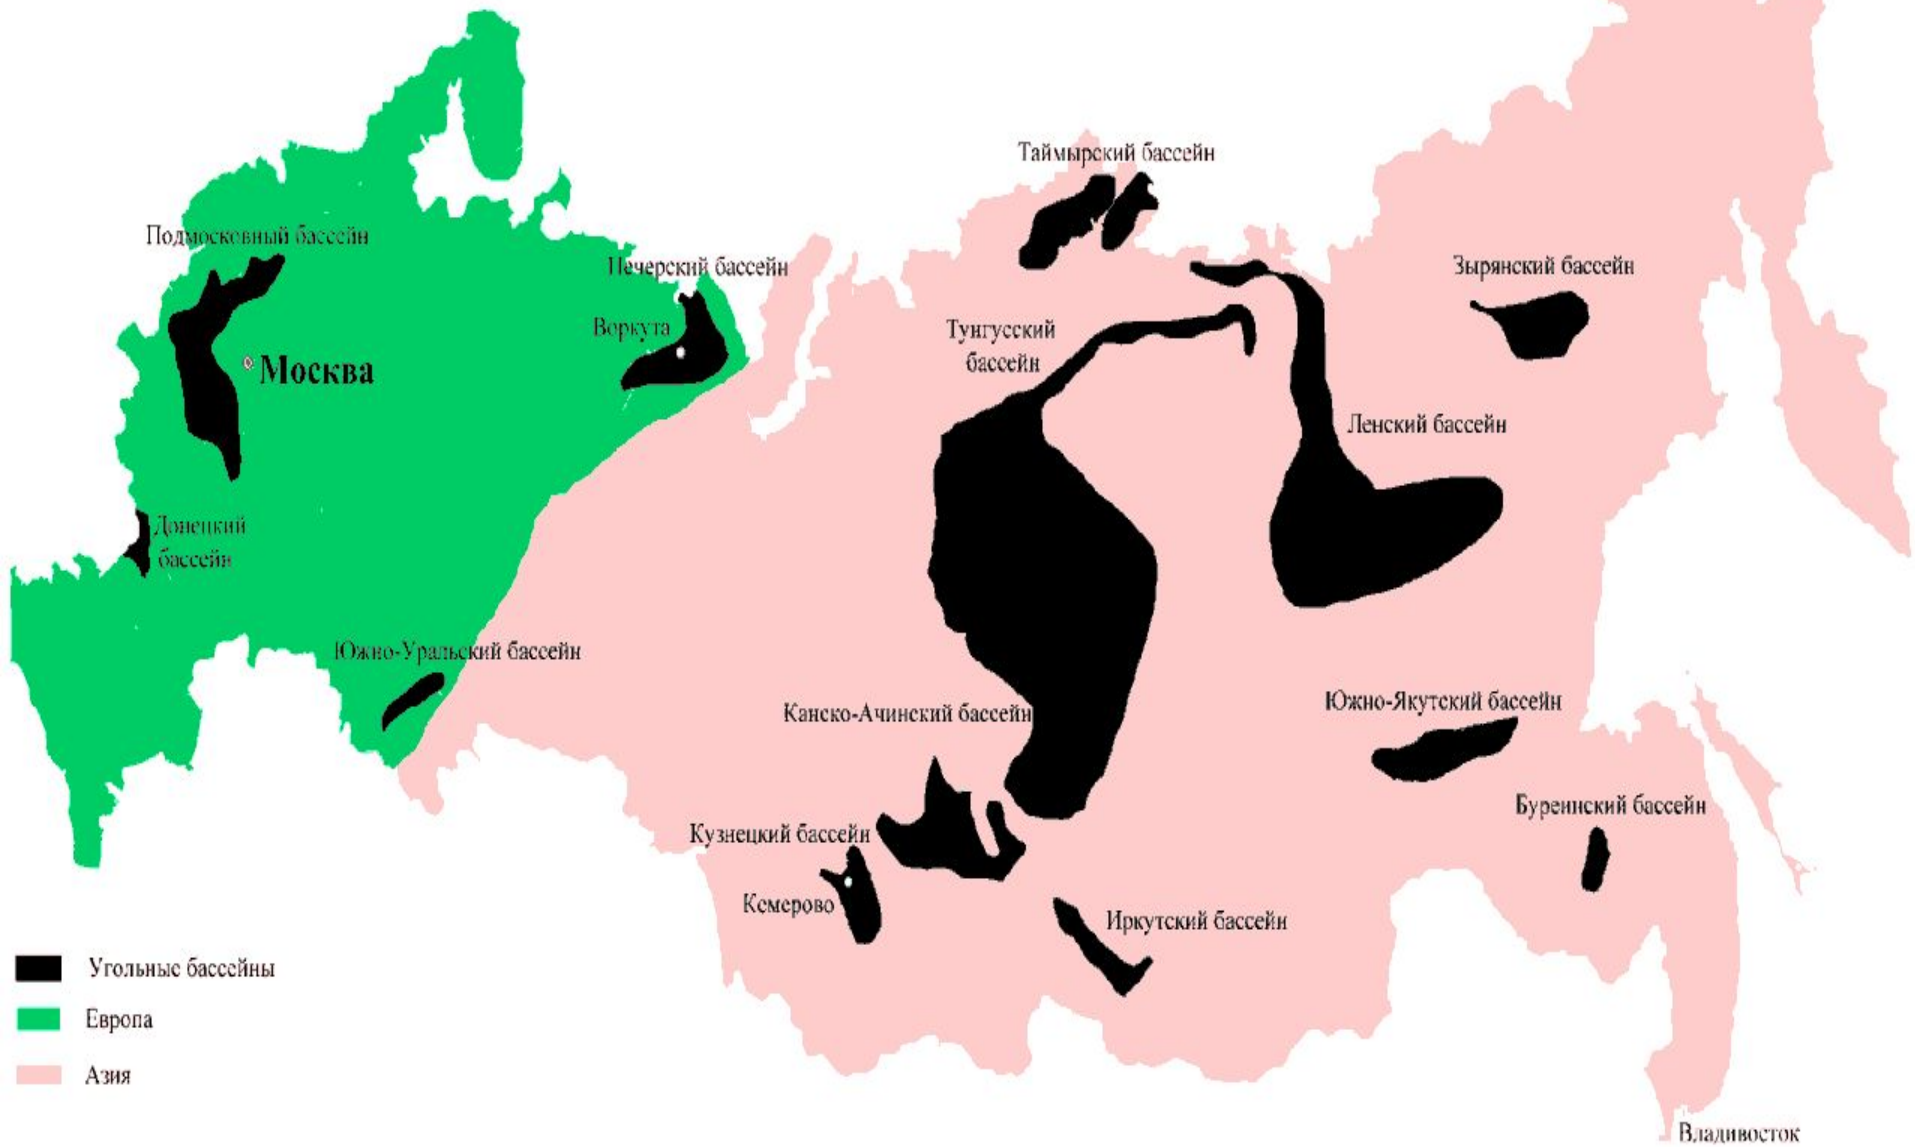 Таймырский бассейн
Подмосковный бассейн
Печерский бассейн
Зырянский бассейн
Воркута
Тунгусский
бассейн
Москва
Ленский бассейн
Донецкий
бассейн
Южно-Уральский бассейн
Южно-Якутский бассейн
Канско-Ачинский бассейн
Буреинский бассейн
Кузнецкий бассейн
Кемерово
Иркутский бассейн
Угольные бассейны
Европа
Азия
Владивосток